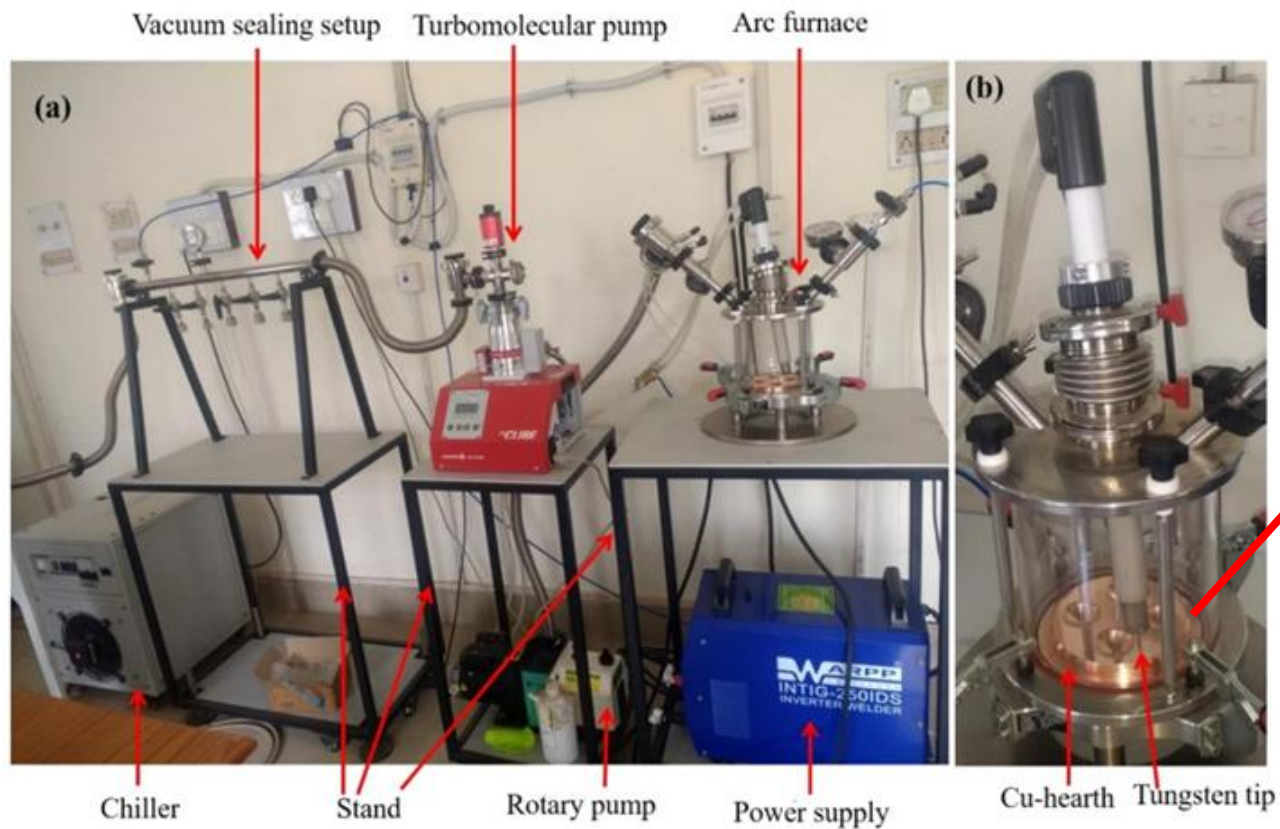 Vacuum sealing setup
Turbomolecular pump
Arc furnace
(a)
(b)
CUBE
WARPP
INTIG-250IDS
INVERTER WELDER
Chiller
Stand
Rotary pump
Power supply
Cu-hearth
Tungsten tip